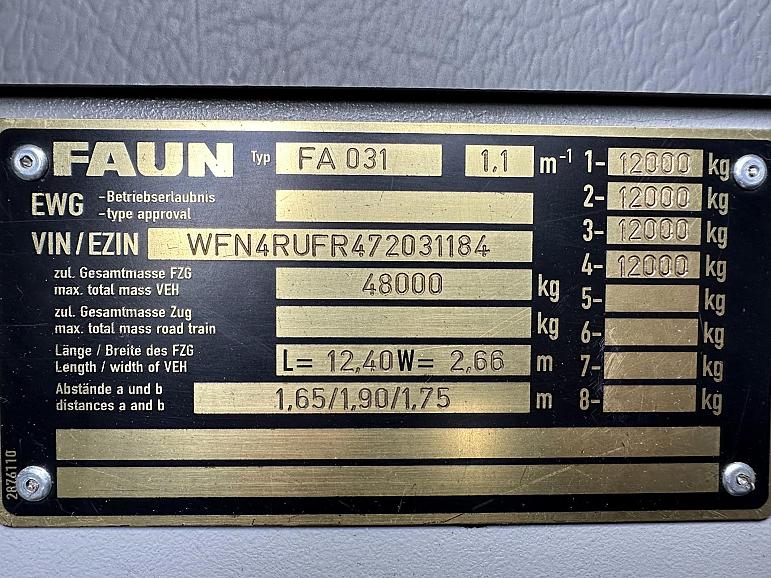 FAUN Typ FA 031 1,1 m⁻¹ 1- 12000 kg
EWG -Betriebserlaubnis
-type approval
2- 12000 kg
VIN/EZIN WFN4RUFR472031184 3- 12000 kg
zul. Gesamtmasse FZG
max. total mass VEH
48000 kg 4- 12000 kg
5- kg
zul. Gesamtmasse Zug
max. total mass road train
kg 6- kg
Länge / Breite des FZG
Length / width of VEH
L= 12,40 W= 2,66 m 7- kg
Abstände a und b
distances a and b
1,65/1,90/1,75 m 8- kg
2876110